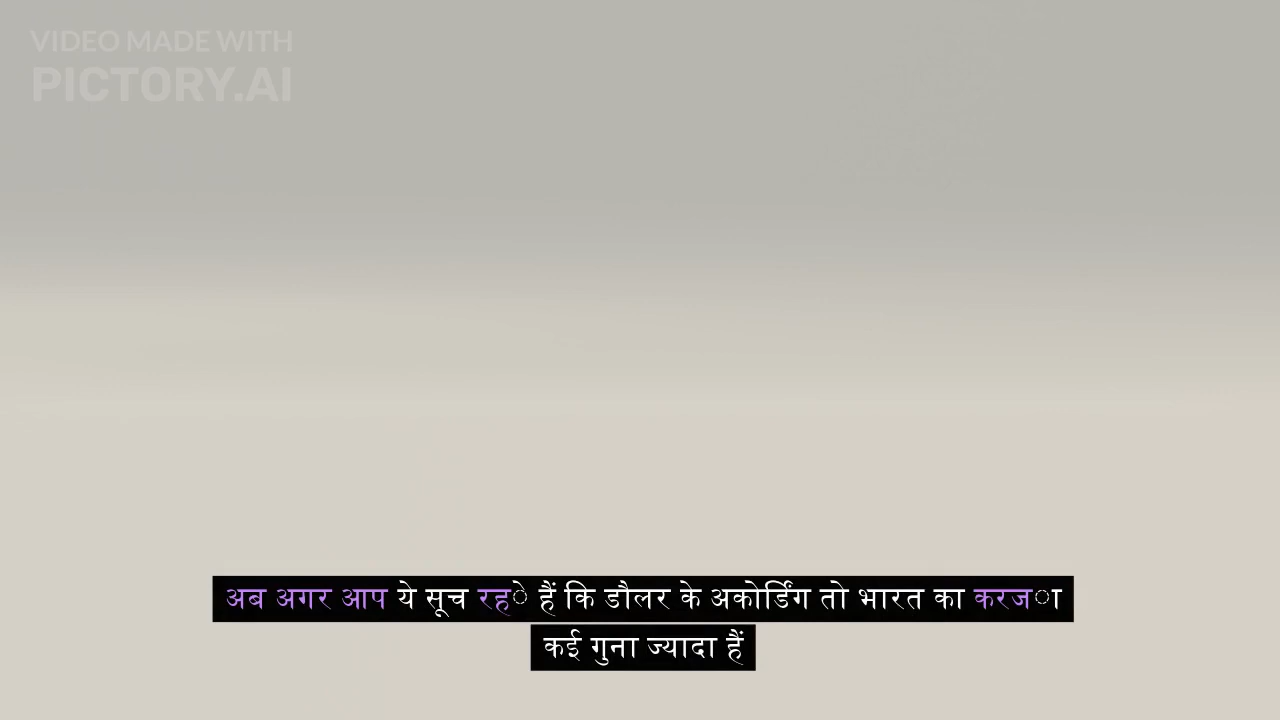 VIDEO MADE WITH
PICTORY.AI
अब अगर आप ये सूच रहे हैं कि डौलर के अकोर्डिंग तो भारत का करजा
कई गुना ज्यादा हैं